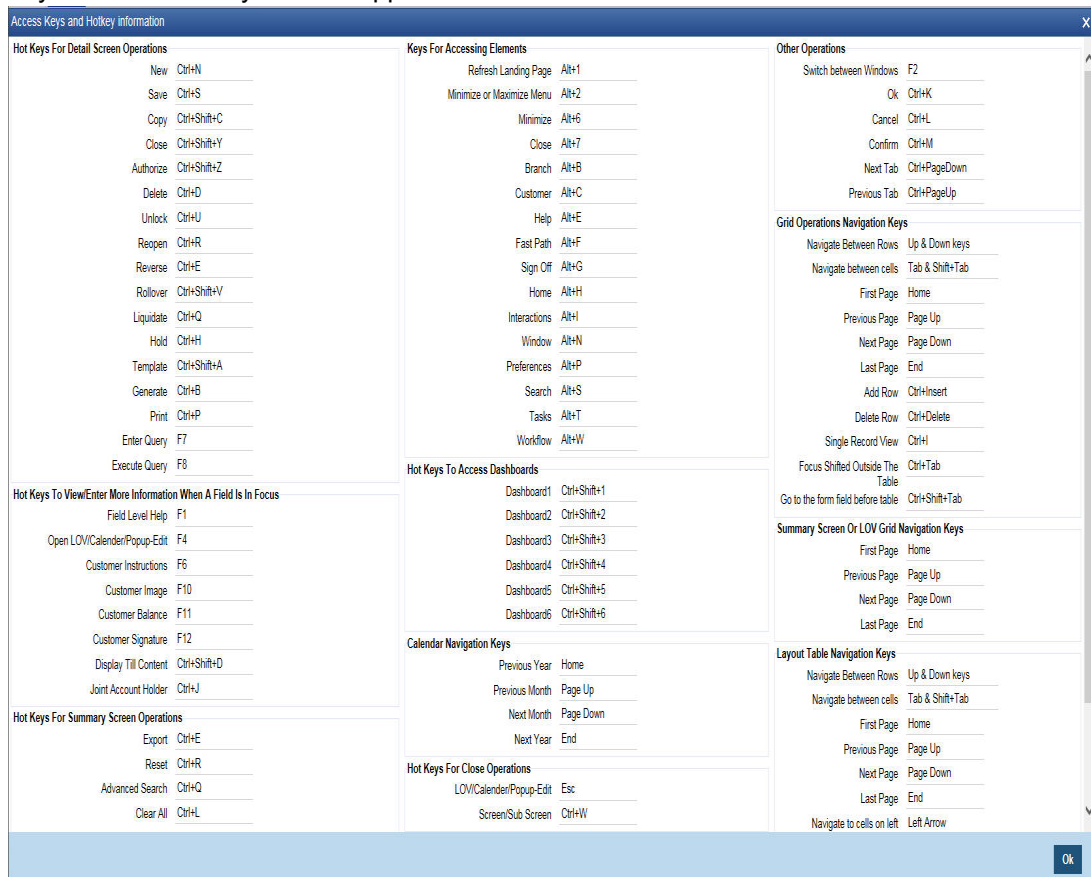 Access Keys and Hotkey information X
Hot Keys For Detail Screen Operations
New Ctrl+N
Save Ctrl+S
Copy Ctrl+Shift+C
Close Ctrl+Shift+Y
Authorize Ctrl+Shift+Z
Delete Ctrl+D
Unlock Ctrl+U
Reopen Ctrl+R
Reverse Ctrl+E
Rollover Ctrl+Shift+V
Liquidate Ctrl+Q
Hold Ctrl+H
Template Ctrl+Shift+A
Generate Ctrl+B
Print Ctrl+P
Enter Query F7
Execute Query F8
Hot Keys To View/Enter More Information When A Field Is In Focus
Field Level Help F1
Open LOV/Calender/Popup-Edit F4
Customer Instructions F6
Customer Image F10
Customer Balance F11
Customer Signature F12
Display Till Content Ctrl+Shift+D
Joint Account Holder Ctrl+J
Hot Keys For Summary Screen Operations
Export Ctrl+E
Reset Ctrl+R
Advanced Search Ctrl+Q
Clear All Ctrl+L
Keys For Accessing Elements
Refresh Landing Page Alt+1
Minimize or Maximize Menu Alt+2
Minimize Alt+6
Close Alt+7
Branch Alt+B
Customer Alt+C
Help Alt+E
Fast Path Alt+F
Sign Off Alt+G
Home Alt+H
Interactions Alt+I
Window Alt+N
Preferences Alt+P
Search Alt+S
Tasks Alt+T
Workflow Alt+W
Hot Keys To Access Dashboards
Dashboard1 Ctrl+Shift+1
Dashboard2 Ctrl+Shift+2
Dashboard3 Ctrl+Shift+3
Dashboard4 Ctrl+Shift+4
Dashboard5 Ctrl+Shift+5
Dashboard6 Ctrl+Shift+6
Calendar Navigation Keys
Previous Year Home
Previous Month Page Up
Next Month Page Down
Next Year End
Hot Keys For Close Operations
LOV/Calender/Popup-Edit Esc
Screen/Sub Screen Ctrl+W
Other Operations
Switch between Windows F2
Ok Ctrl+K
Cancel Ctrl+L
Confirm Ctrl+M
Next Tab Ctrl+PageDown
Previous Tab Ctrl+PageUp
Grid Operations Navigation Keys
Navigate Between Rows Up & Down keys
Navigate between cells Tab & Shift+Tab
First Page Home
Previous Page Page Up
Next Page Page Down
Last Page End
Add Row Ctrl+Insert
Delete Row Ctrl+Delete
Single Record View Ctrl+I
Focus Shifted Outside The Ctrl+Tab
Table
Go to the form field before table Ctrl+Shift+Tab
Summary Screen Or LOV Grid Navigation Keys
First Page Home
Previous Page Page Up
Next Page Page Down
Last Page End
Layout Table Navigation Keys
Navigate Between Rows Up & Down keys
Navigate between cells Tab & Shift+Tab
First Page Home
Previous Page Page Up
Next Page Page Down
Last Page End
Navigate to cells on left Left Arrow
Ok